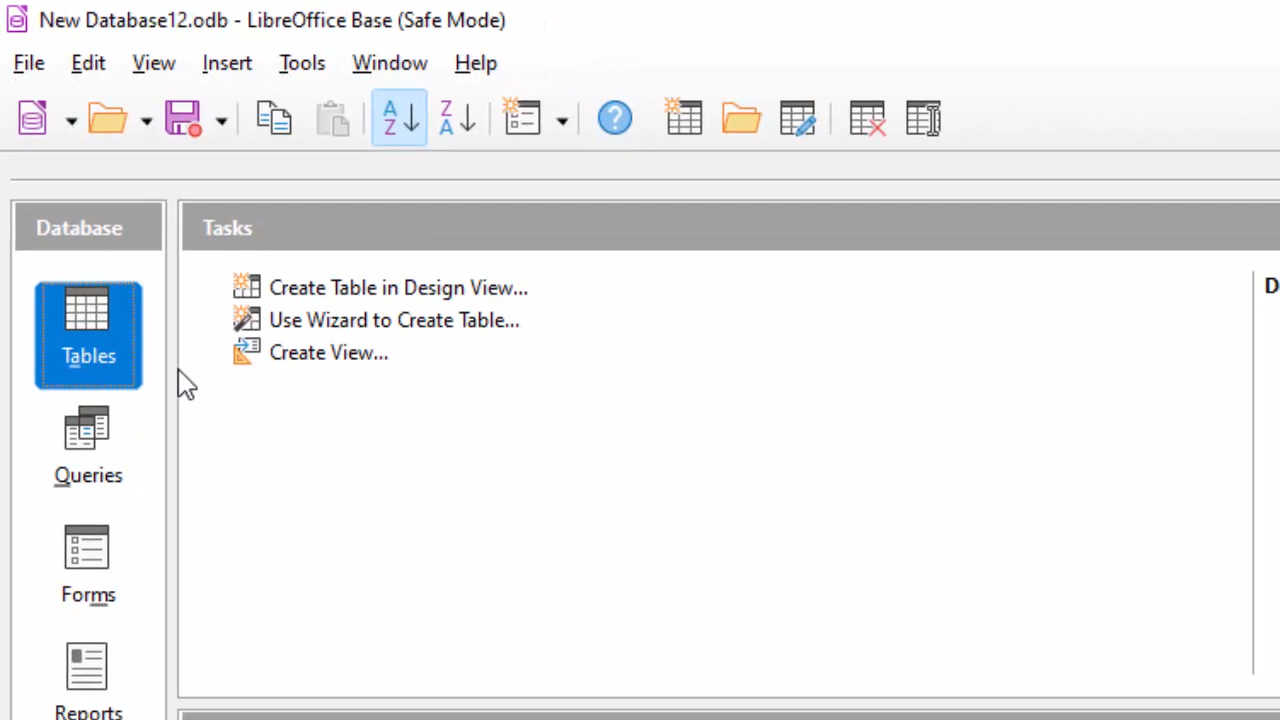 New Database12.odb - LibreOffice Base (Safe Mode)
File Edit View Insert Tools Window Help
Database
Tasks
Create Table in Design View...
Use Wizard to Create Table...
Create View...
Tables
Queries
Forms
Reports